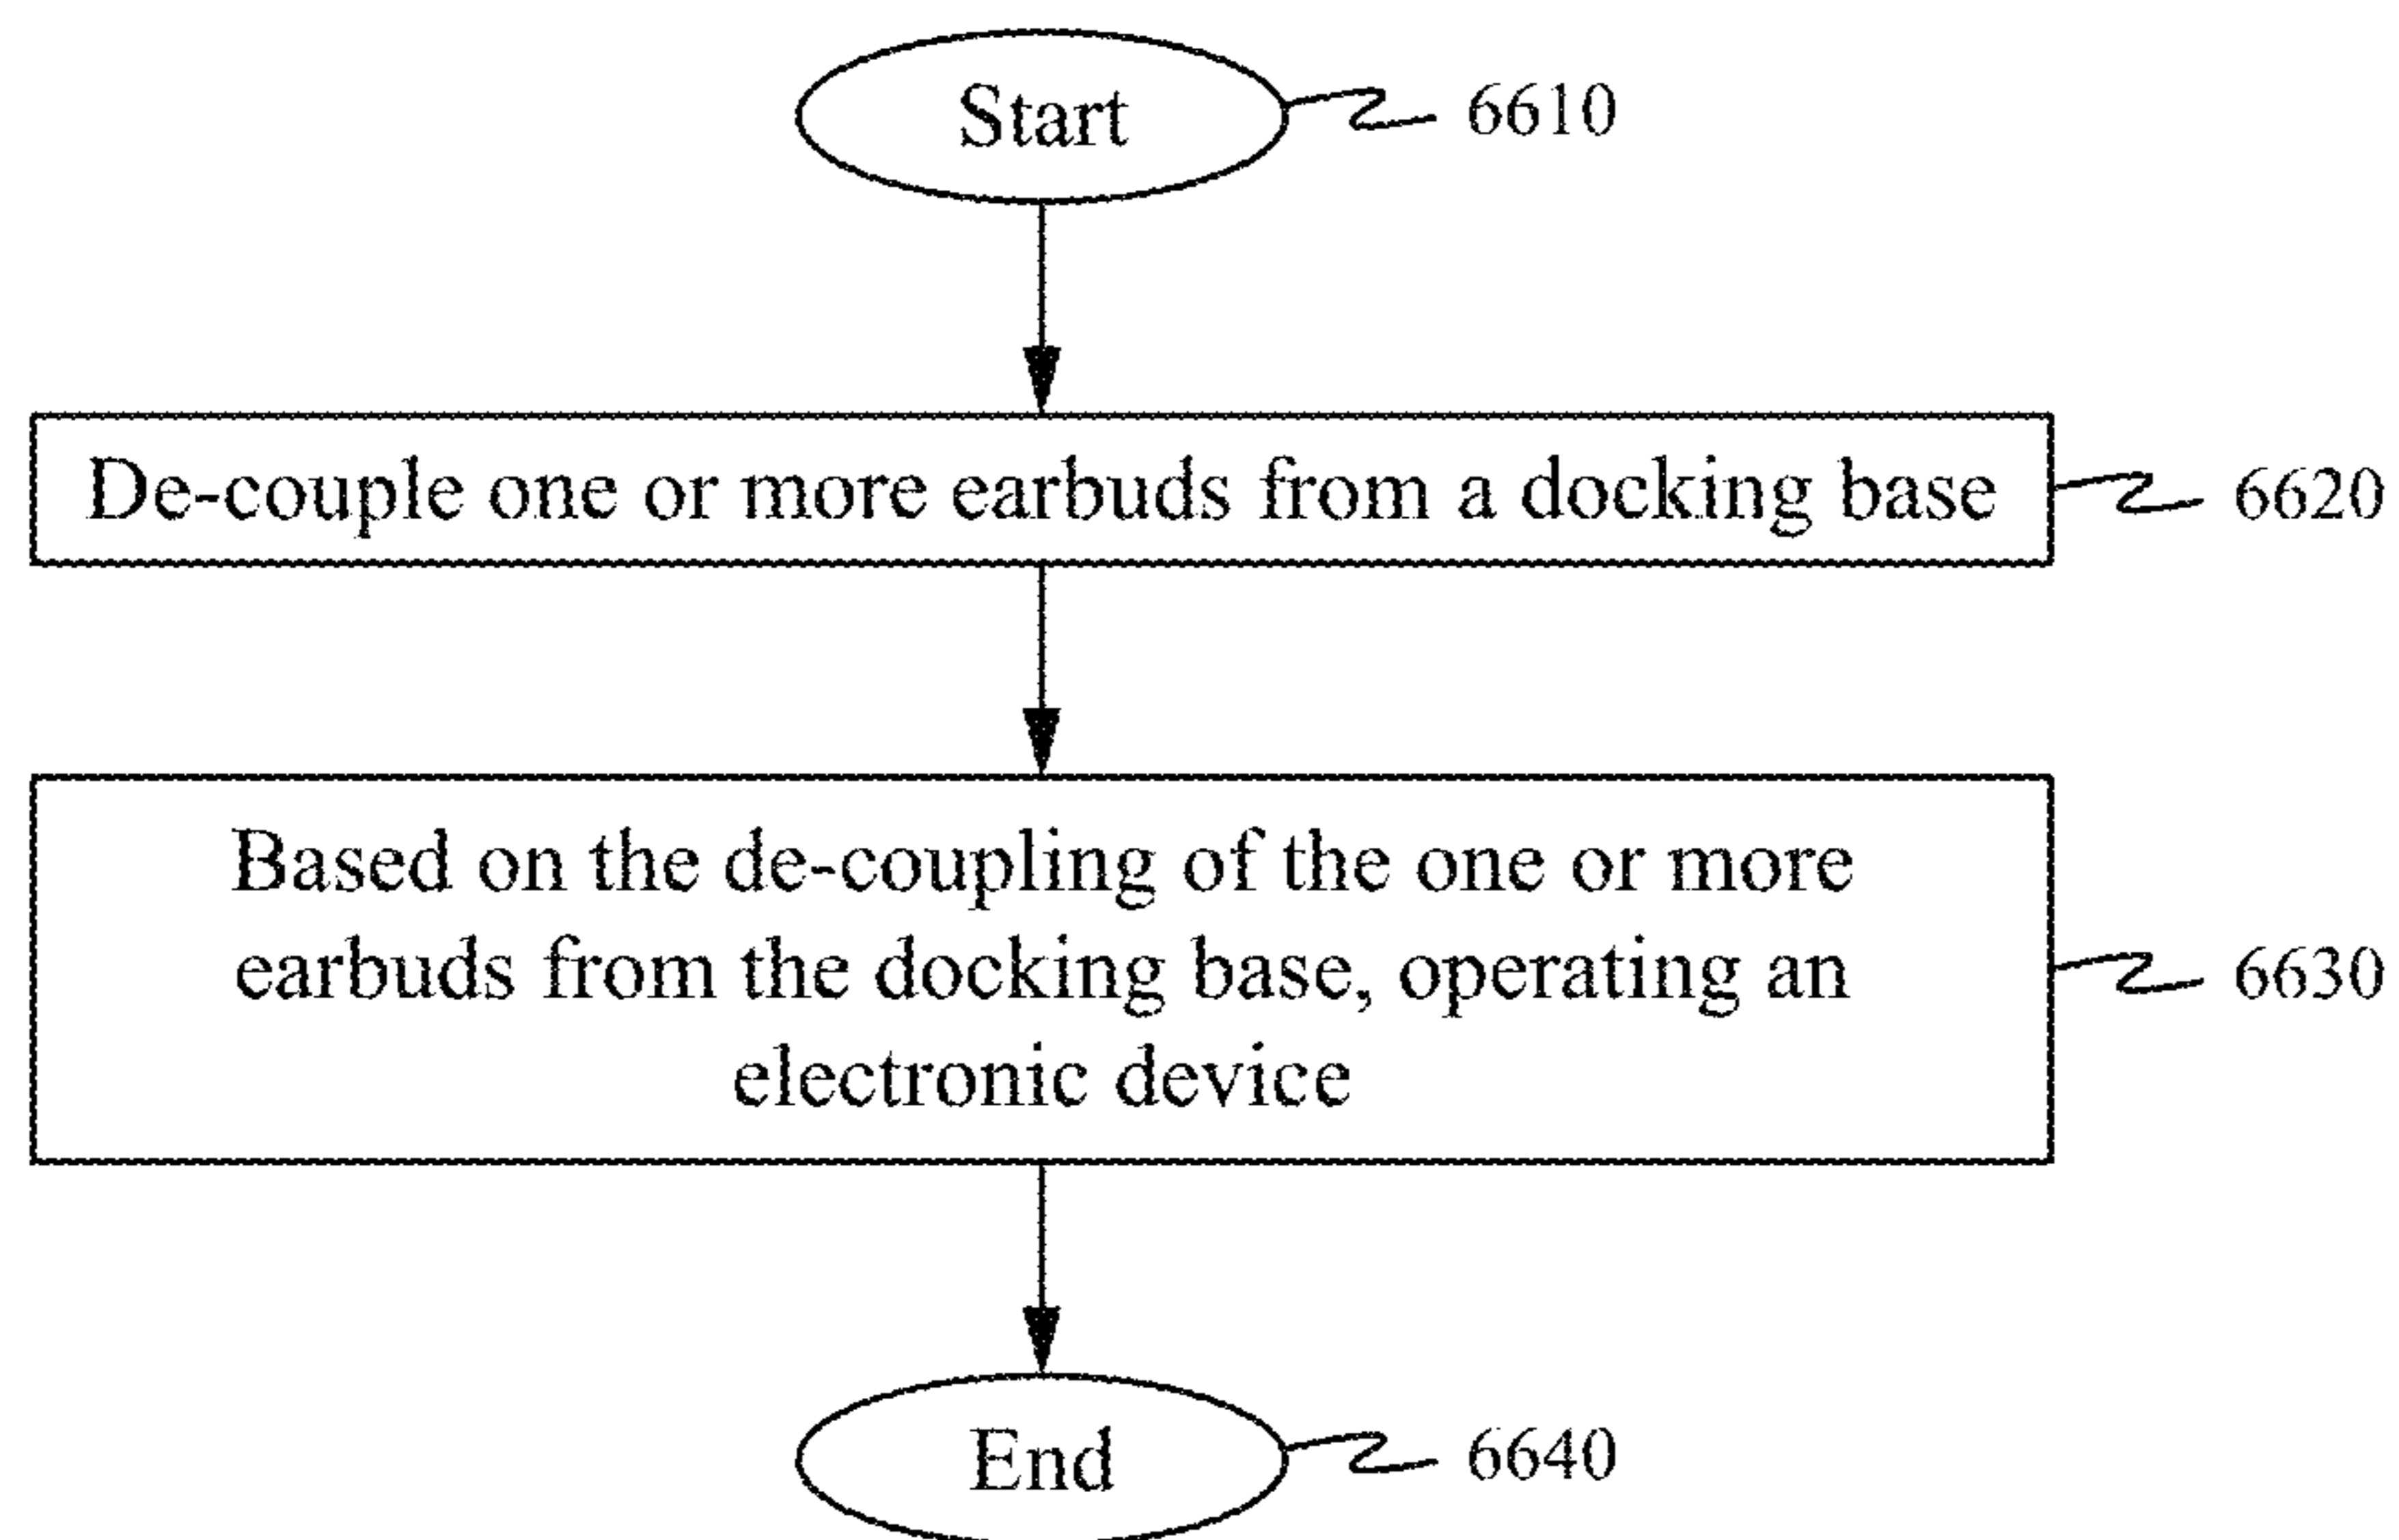 Start
6610
De-couple one or more earbuds from a docking base
6620
Based on the de-coupling of the one or more
earbuds from the docking base, operating an
electronic device
6630
End
6640